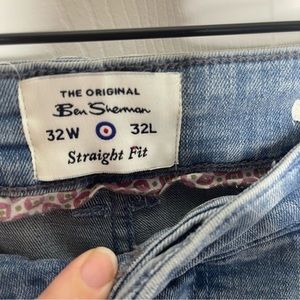 THE ORIGINAL
Ben Sherman
32W 32L
Straight Fit